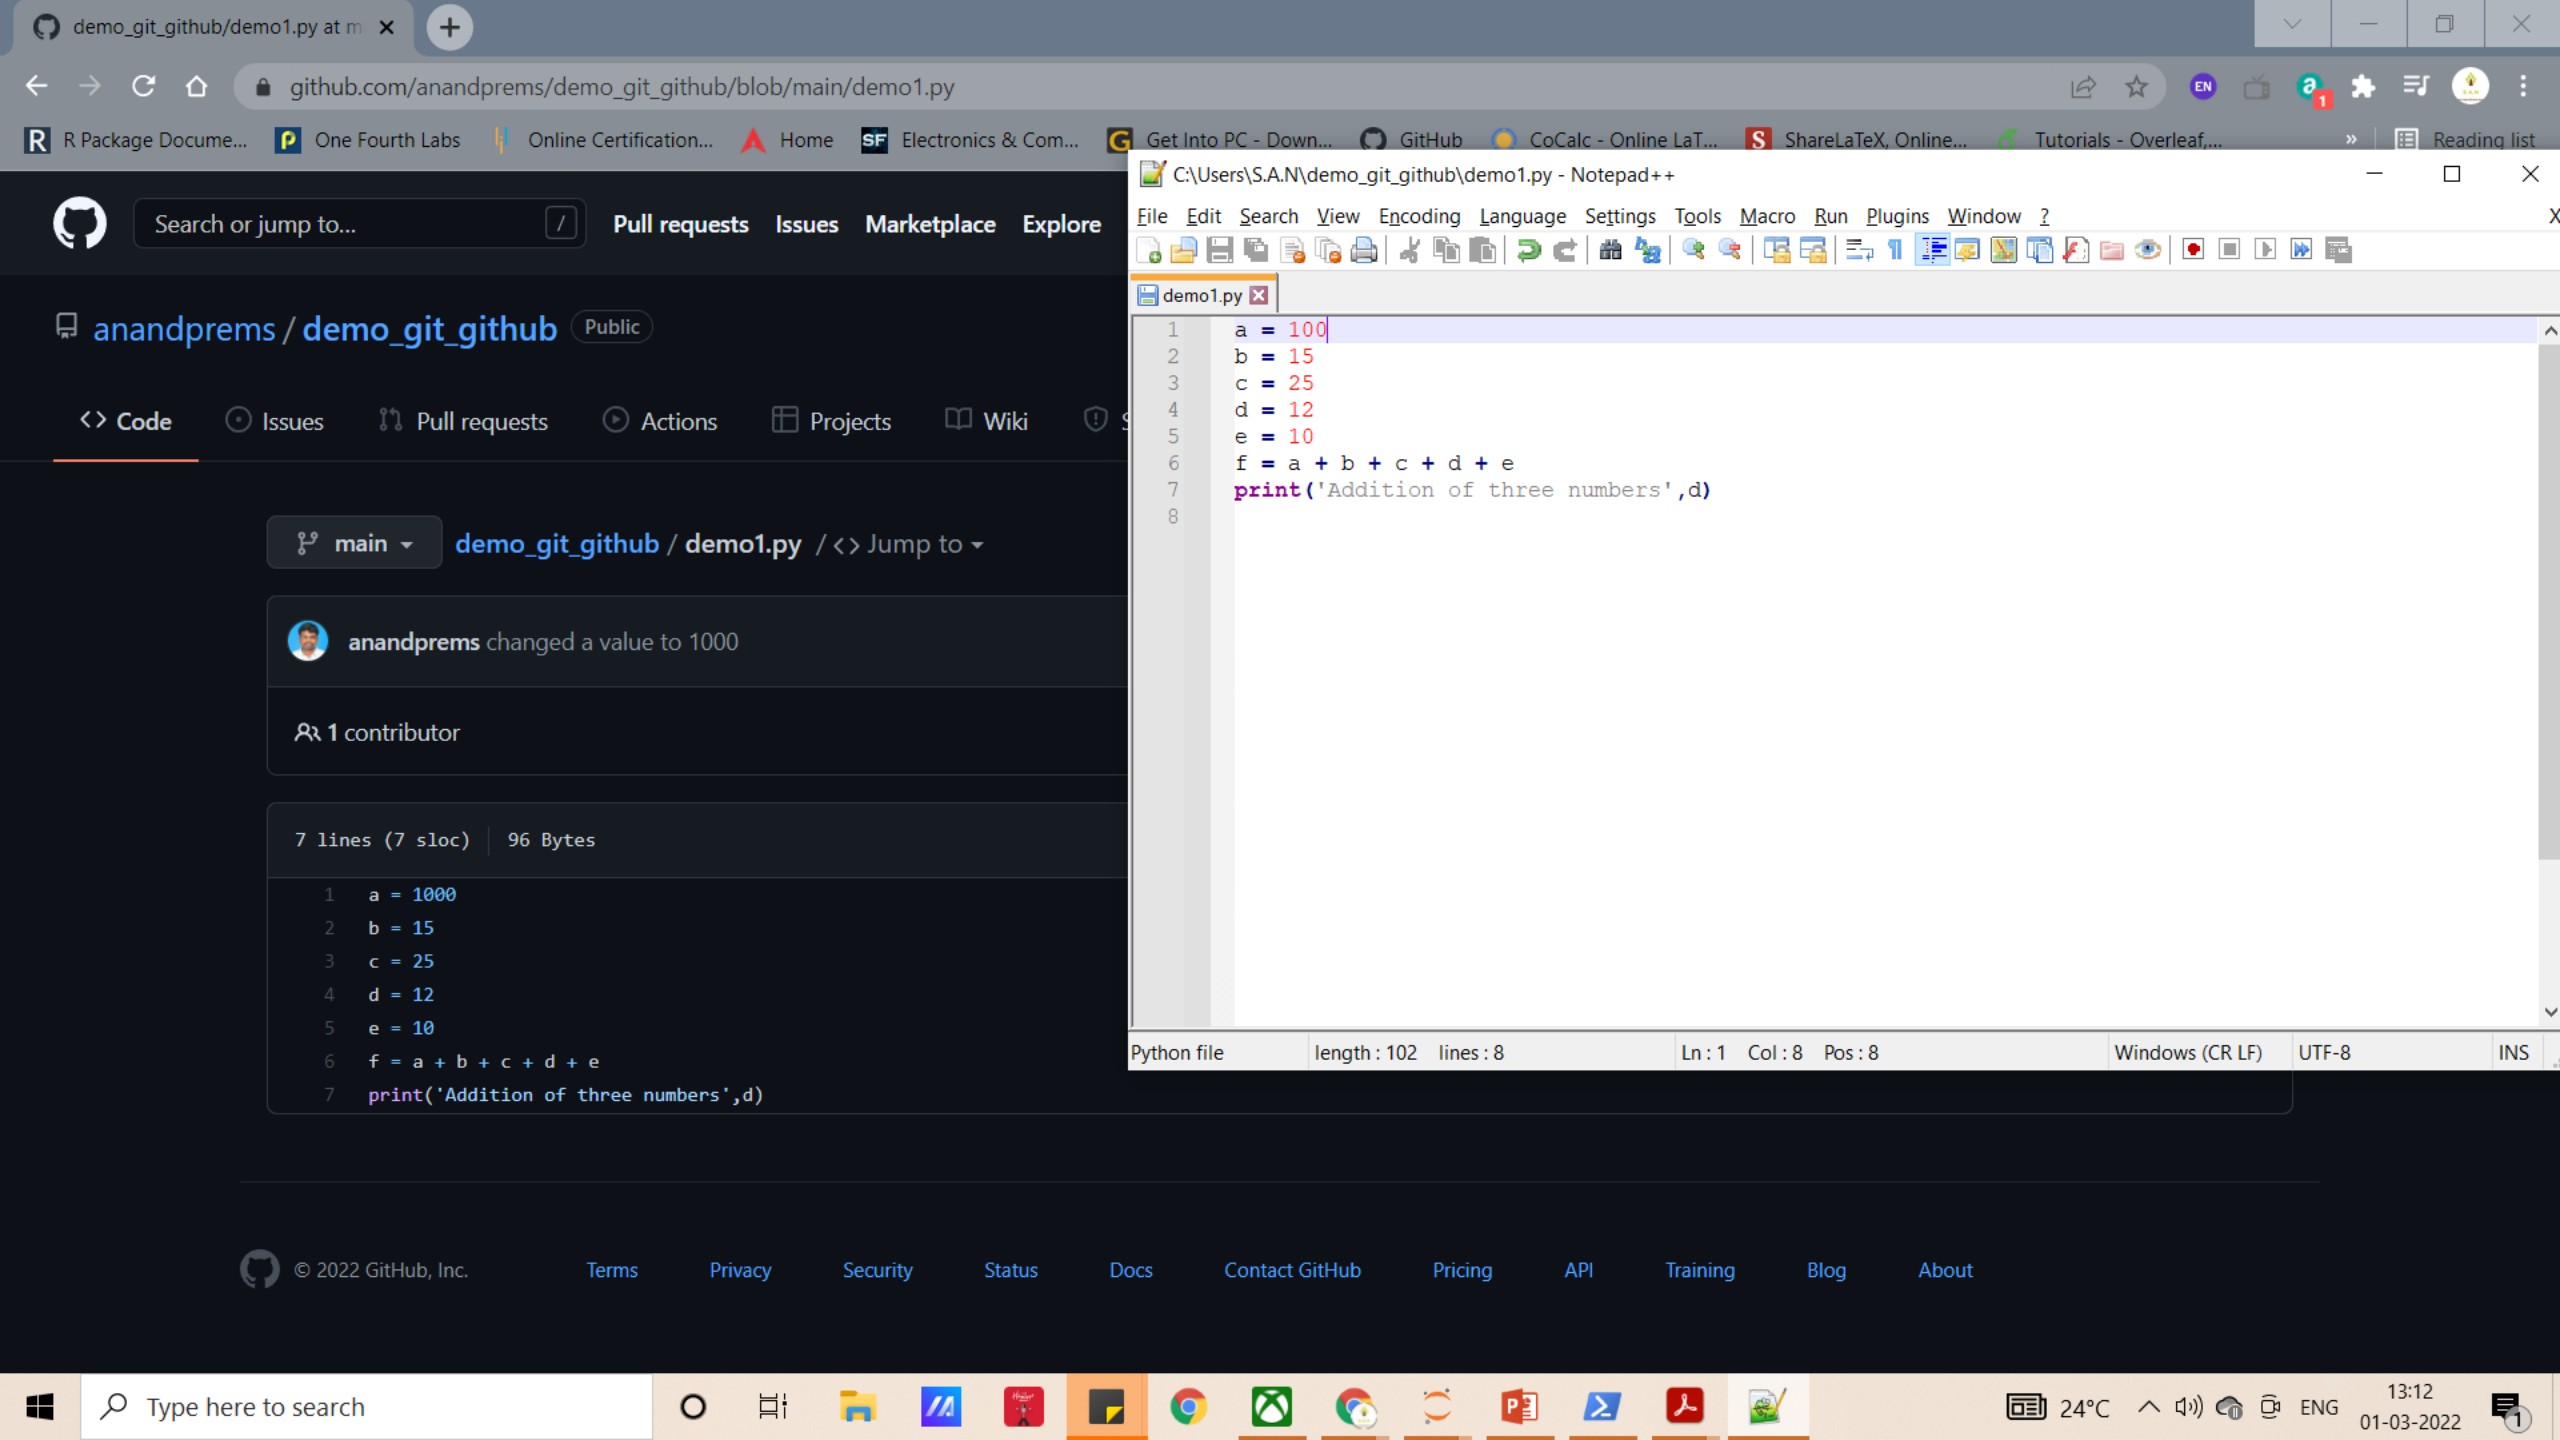 demo_git_github/demo1.py at m
github.com/anandprems/demo_git_github/blob/main/demo1.py
EN
a
1
R Package Docume...
One Fourth Labs
Online Certification...
Home
SF
Electronics & Com...
G
Get Into PC - Down...
GitHub
CoCalc - Online LaT...
S
ShareLaTeX, Online...
Tutorials - Overleaf,...
»
Reading list
Search or jump to...
/
Pull requests
Issues
Marketplace
Explore
anandprems / demo_git_github
Public
Code
Issues
Pull requests
Actions
Projects
Wiki
S
main
demo_git_github / demo1.py / <> Jump to
anandprems changed a value to 1000
1 contributor
7 lines (7 sloc)
96 Bytes
1 a = 1000
2 b = 15
3 c = 25
4 d = 12
5 e = 10
6 f = a + b + c + d + e
7 print('Addition of three numbers',d)
© 2022 GitHub, Inc.
Terms
Privacy
Security
Status
Docs
Contact GitHub
Pricing
API
Training
Blog
About
C:\Users\S.A.N\demo_git_github\demo1.py - Notepad++
File Edit Search View Encoding Language Settings Tools Macro Run Plugins Window ?
X
demo1.py
1 a = 100
2 b = 15
3 c = 25
4 d = 12
5 e = 10
6 f = a + b + c + d + e
7 print('Addition of three numbers',d)
8
Python file
length : 102 lines : 8
Ln : 1 Col : 8 Pos : 8
Windows (CR LF)
UTF-8
INS
Type here to search
24°C
ENG
13:12
01-03-2022
1